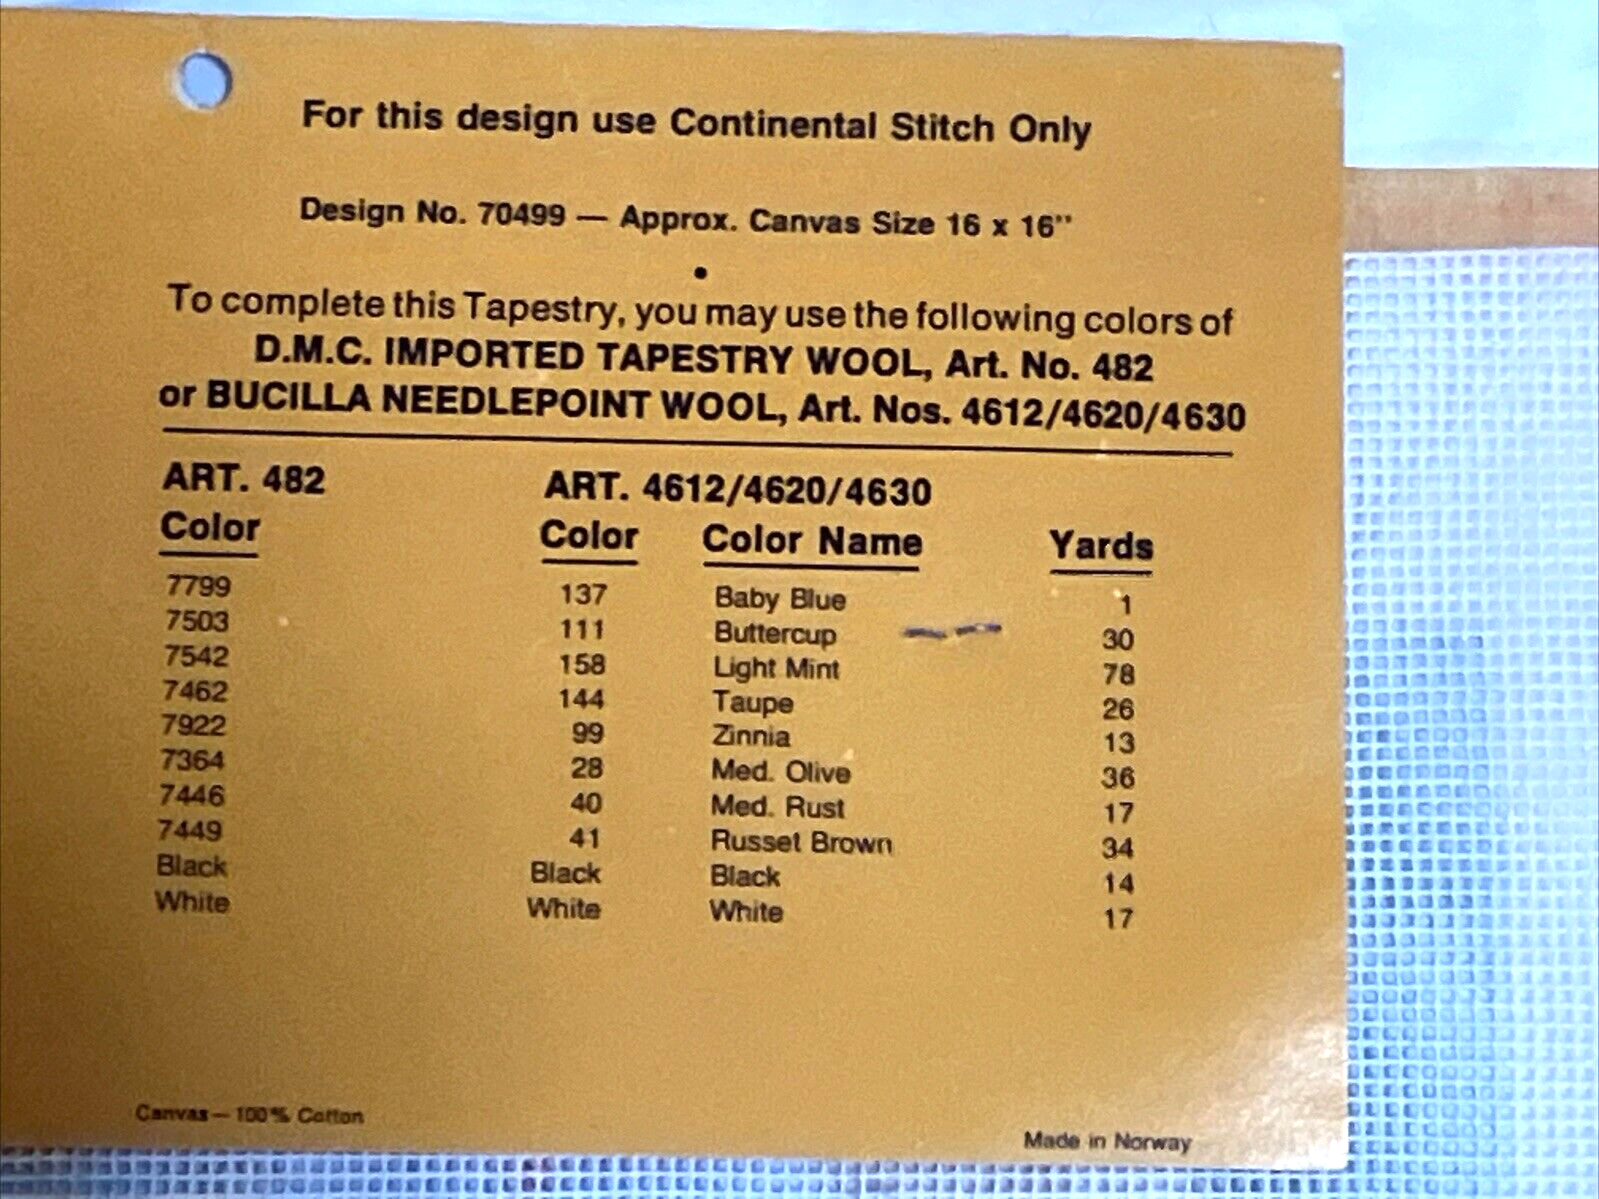 For this design use Continental Stitch Only
Design No. 70499 — Approx. Canvas Size 16 x 16"
•
To complete this Tapestry, you may use the following colors of
D.M.C. IMPORTED TAPESTRY WOOL, Art. No. 482
or BUCILLA NEEDLEPOINT WOOL, Art. Nos. 4612/4620/4630
ART. 482 ART. 4612/4620/4630
Color Color Color Name Yards
7799 137 Baby Blue 1
7503 111 Buttercup 30
7542 158 Light Mint 78
7462 144 Taupe 26
7922 99 Zinnia 13
7364 28 Med. Olive 36
7446 40 Med. Rust 17
7449 41 Russet Brown 34
Black Black Black 14
White White White 17
Canvas — 100% Cotton
Made in Norway